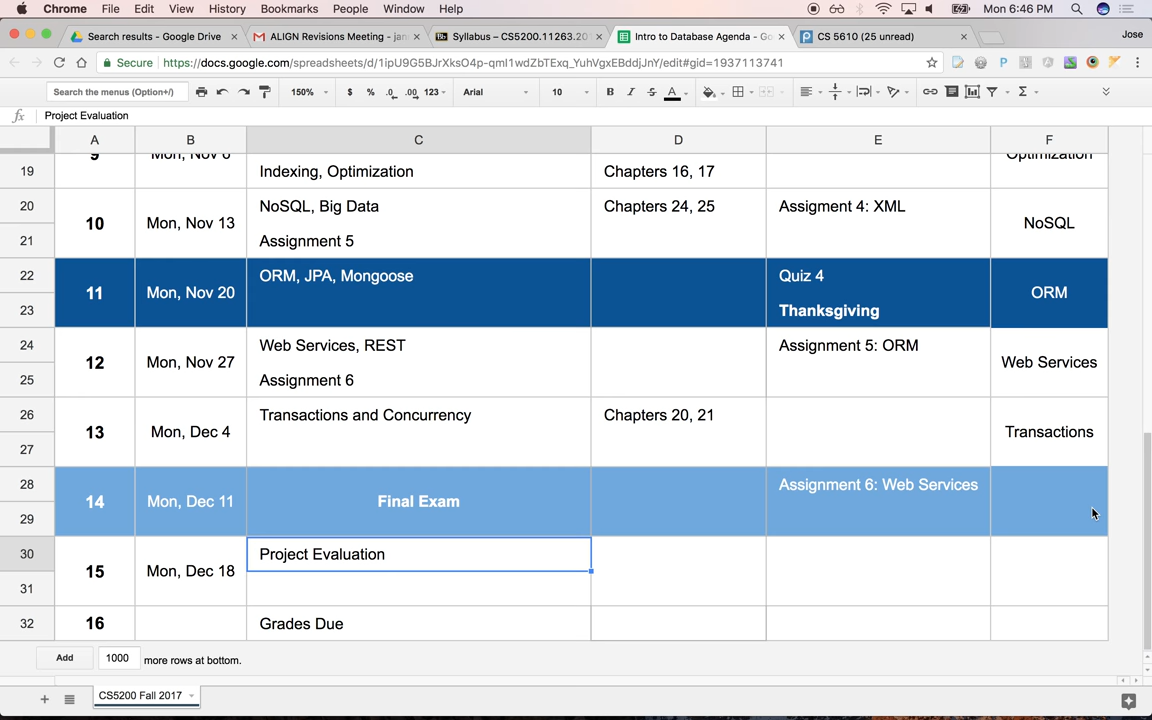 Chrome File Edit View History Bookmarks People Window Help Mon 6:46 PM
Search results - Google Drive × ALIGN Revisions Meeting - jan × Syllabus – CS5200.11263.20 × Intro to Database Agenda - Go × CS 5610 (25 unread) × Jose
Secure https://docs.google.com/spreadsheets/d/1ipU9G5BJrXksO4p-qmI1wdZbTExq_YuhVgxEBddjJnY/edit#gid=1937113741
Search the menus (Option+/) 150% $ % .0 .00 123 Arial 10 B I S A Σ
fx Project Evaluation
A B C D E F
9 Mon, Nov 6 Optimization
19 Indexing, Optimization Chapters 16, 17
20 NoSQL, Big Data Chapters 24, 25 Assigment 4: XML
10 Mon, Nov 13 NoSQL
21 Assignment 5
22 ORM, JPA, Mongoose Quiz 4
11 Mon, Nov 20 ORM
23 Thanksgiving
24 Web Services, REST Assignment 5: ORM
12 Mon, Nov 27 Web Services
25 Assignment 6
26 Transactions and Concurrency Chapters 20, 21
13 Mon, Dec 4 Transactions
27
28 Assignment 6: Web Services
14 Mon, Dec 11 Final Exam
29
30 Project Evaluation
15 Mon, Dec 18
31
32 16 Grades Due
Add 1000 more rows at bottom.
CS5200 Fall 2017